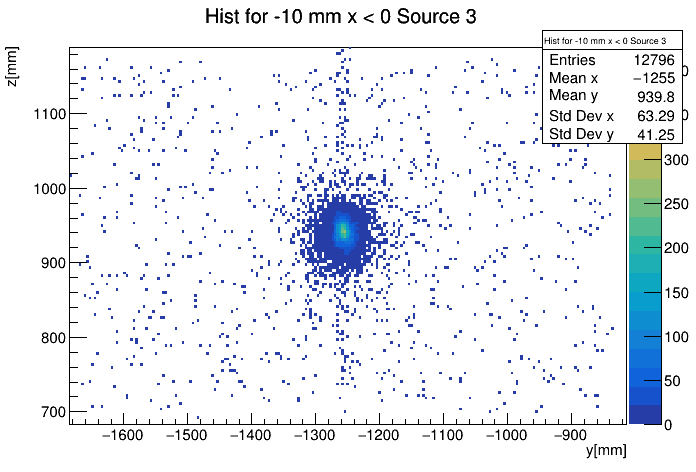 Hist for -10 mm x < 0 Source 3
z[mm]
Hist for -10 mm x < 0 Source 3
Entries 12796
Mean x −1255
Mean y 939.8
Std Dev x 63.29
Std Dev y 41.25
1100
1000
900
800
700
300
250
200
150
100
50
0
−1600 −1500 −1400 −1300 −1200 −1100 −1000 −900
y[mm]